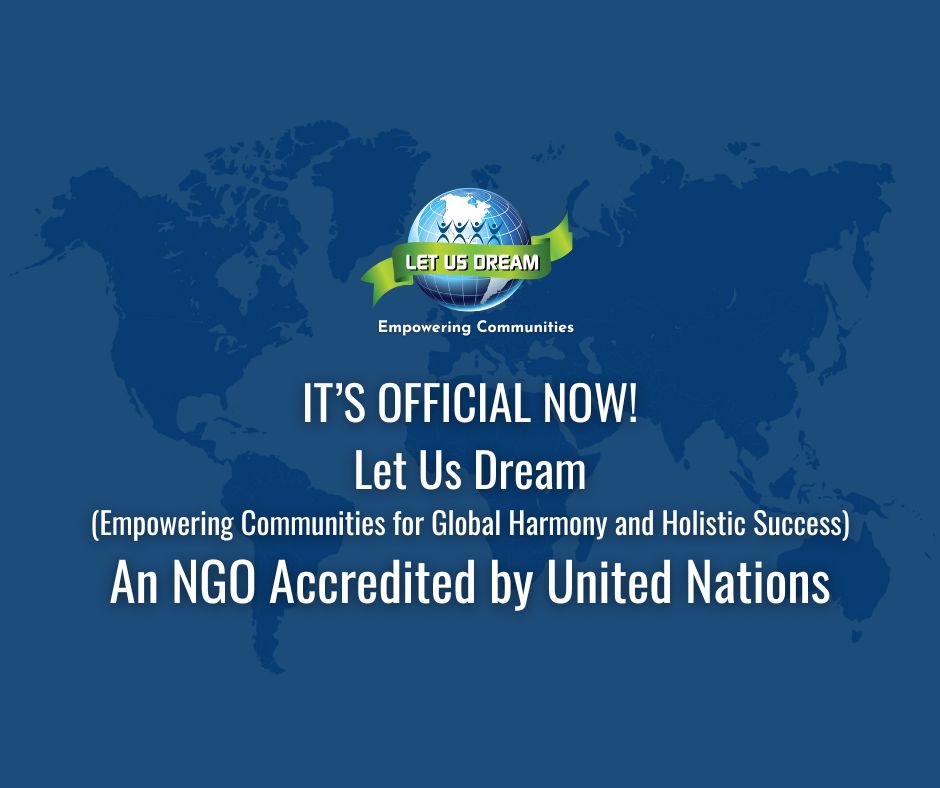 LET US DREAM
Empowering Communities
IT’S OFFICIAL NOW!
Let Us Dream
(Empowering Communities for Global Harmony and Holistic Success)
An NGO Accredited by United Nations